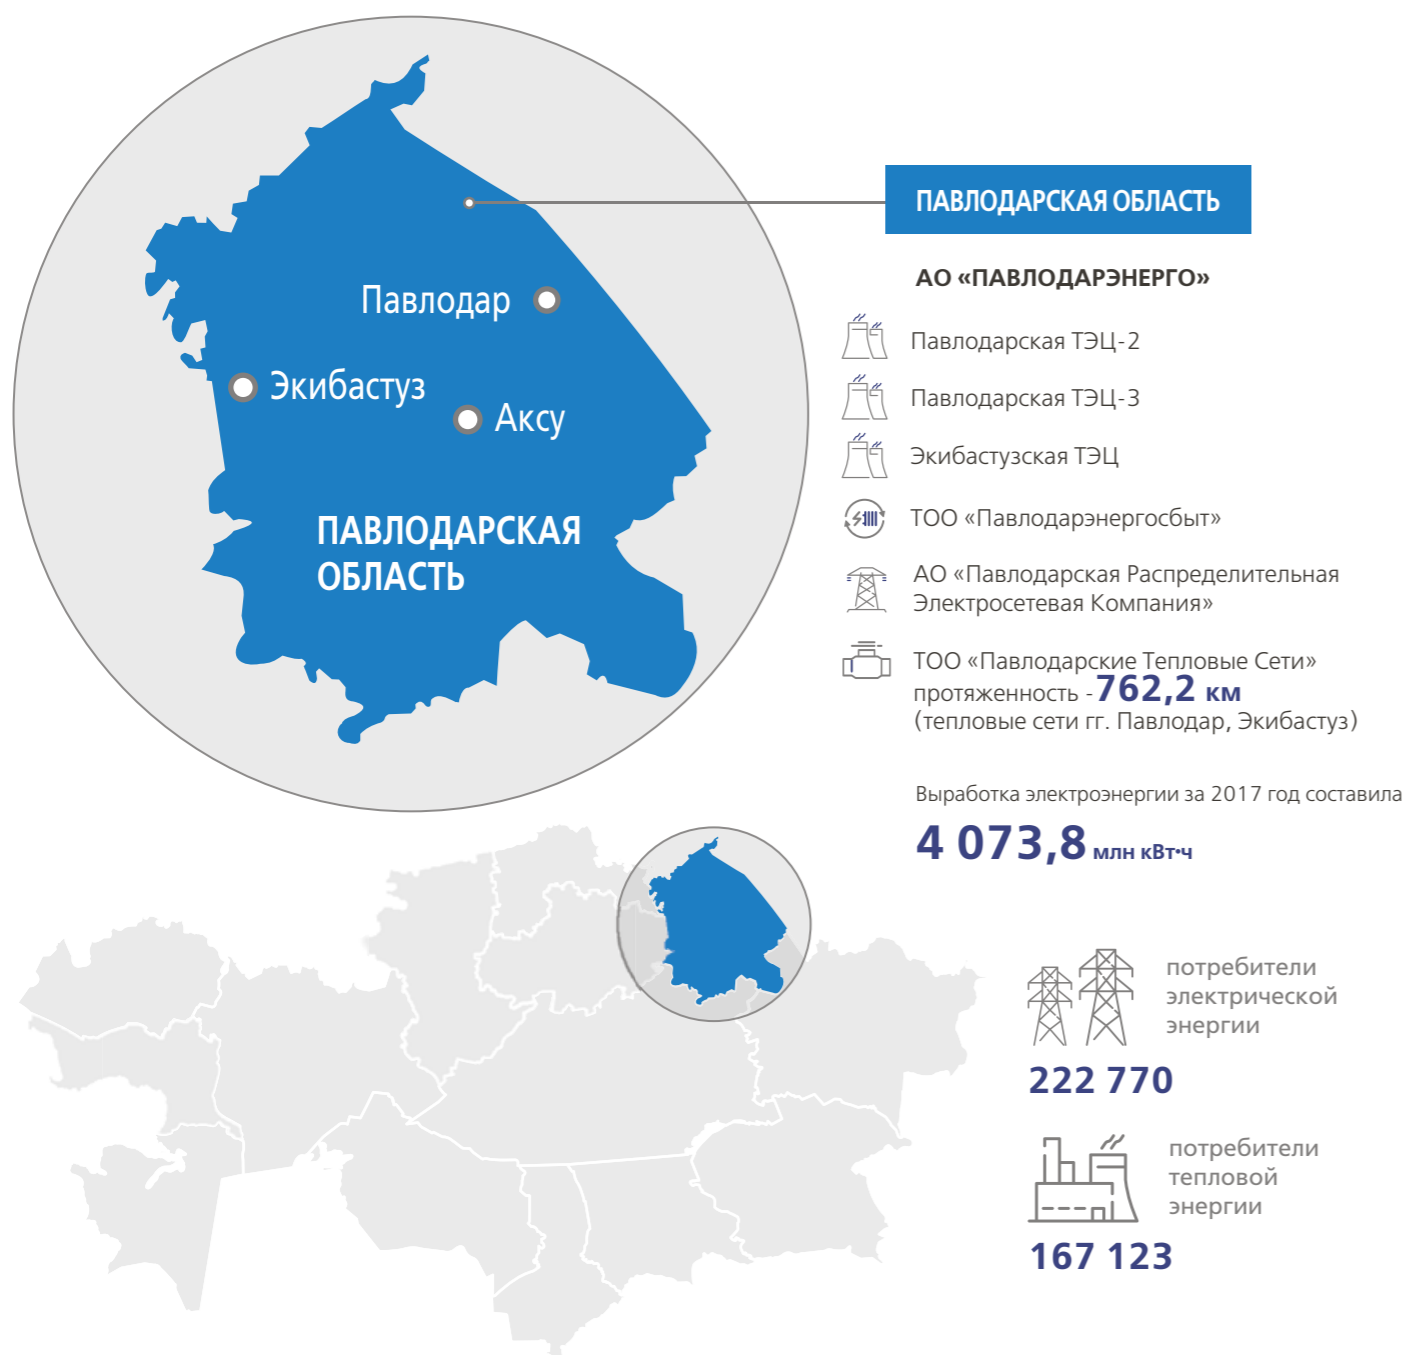 Павлодар
Экибастуз
Аксу
ПАВЛОДАРСКАЯ
ОБЛАСТЬ
ПАВЛОДАРСКАЯ ОБЛАСТЬ
АО «ПАВЛОДАРЭНЕРГО»
Павлодарская ТЭЦ-2
Павлодарская ТЭЦ-3
Экибастузская ТЭЦ
ТОО «Павлодарэнергосбыт»
АО «Павлодарская Распределительная
Электросетевая Компания»
ТОО «Павлодарские Тепловые Сети»
протяженность - 762,2 км
(тепловые сети гг. Павлодар, Экибастуз)
Выработка электроэнергии за 2017 год составила
4 073,8 млн кВт•ч
потребители
электрической
энергии
222 770
потребители
тепловой
энергии
167 123